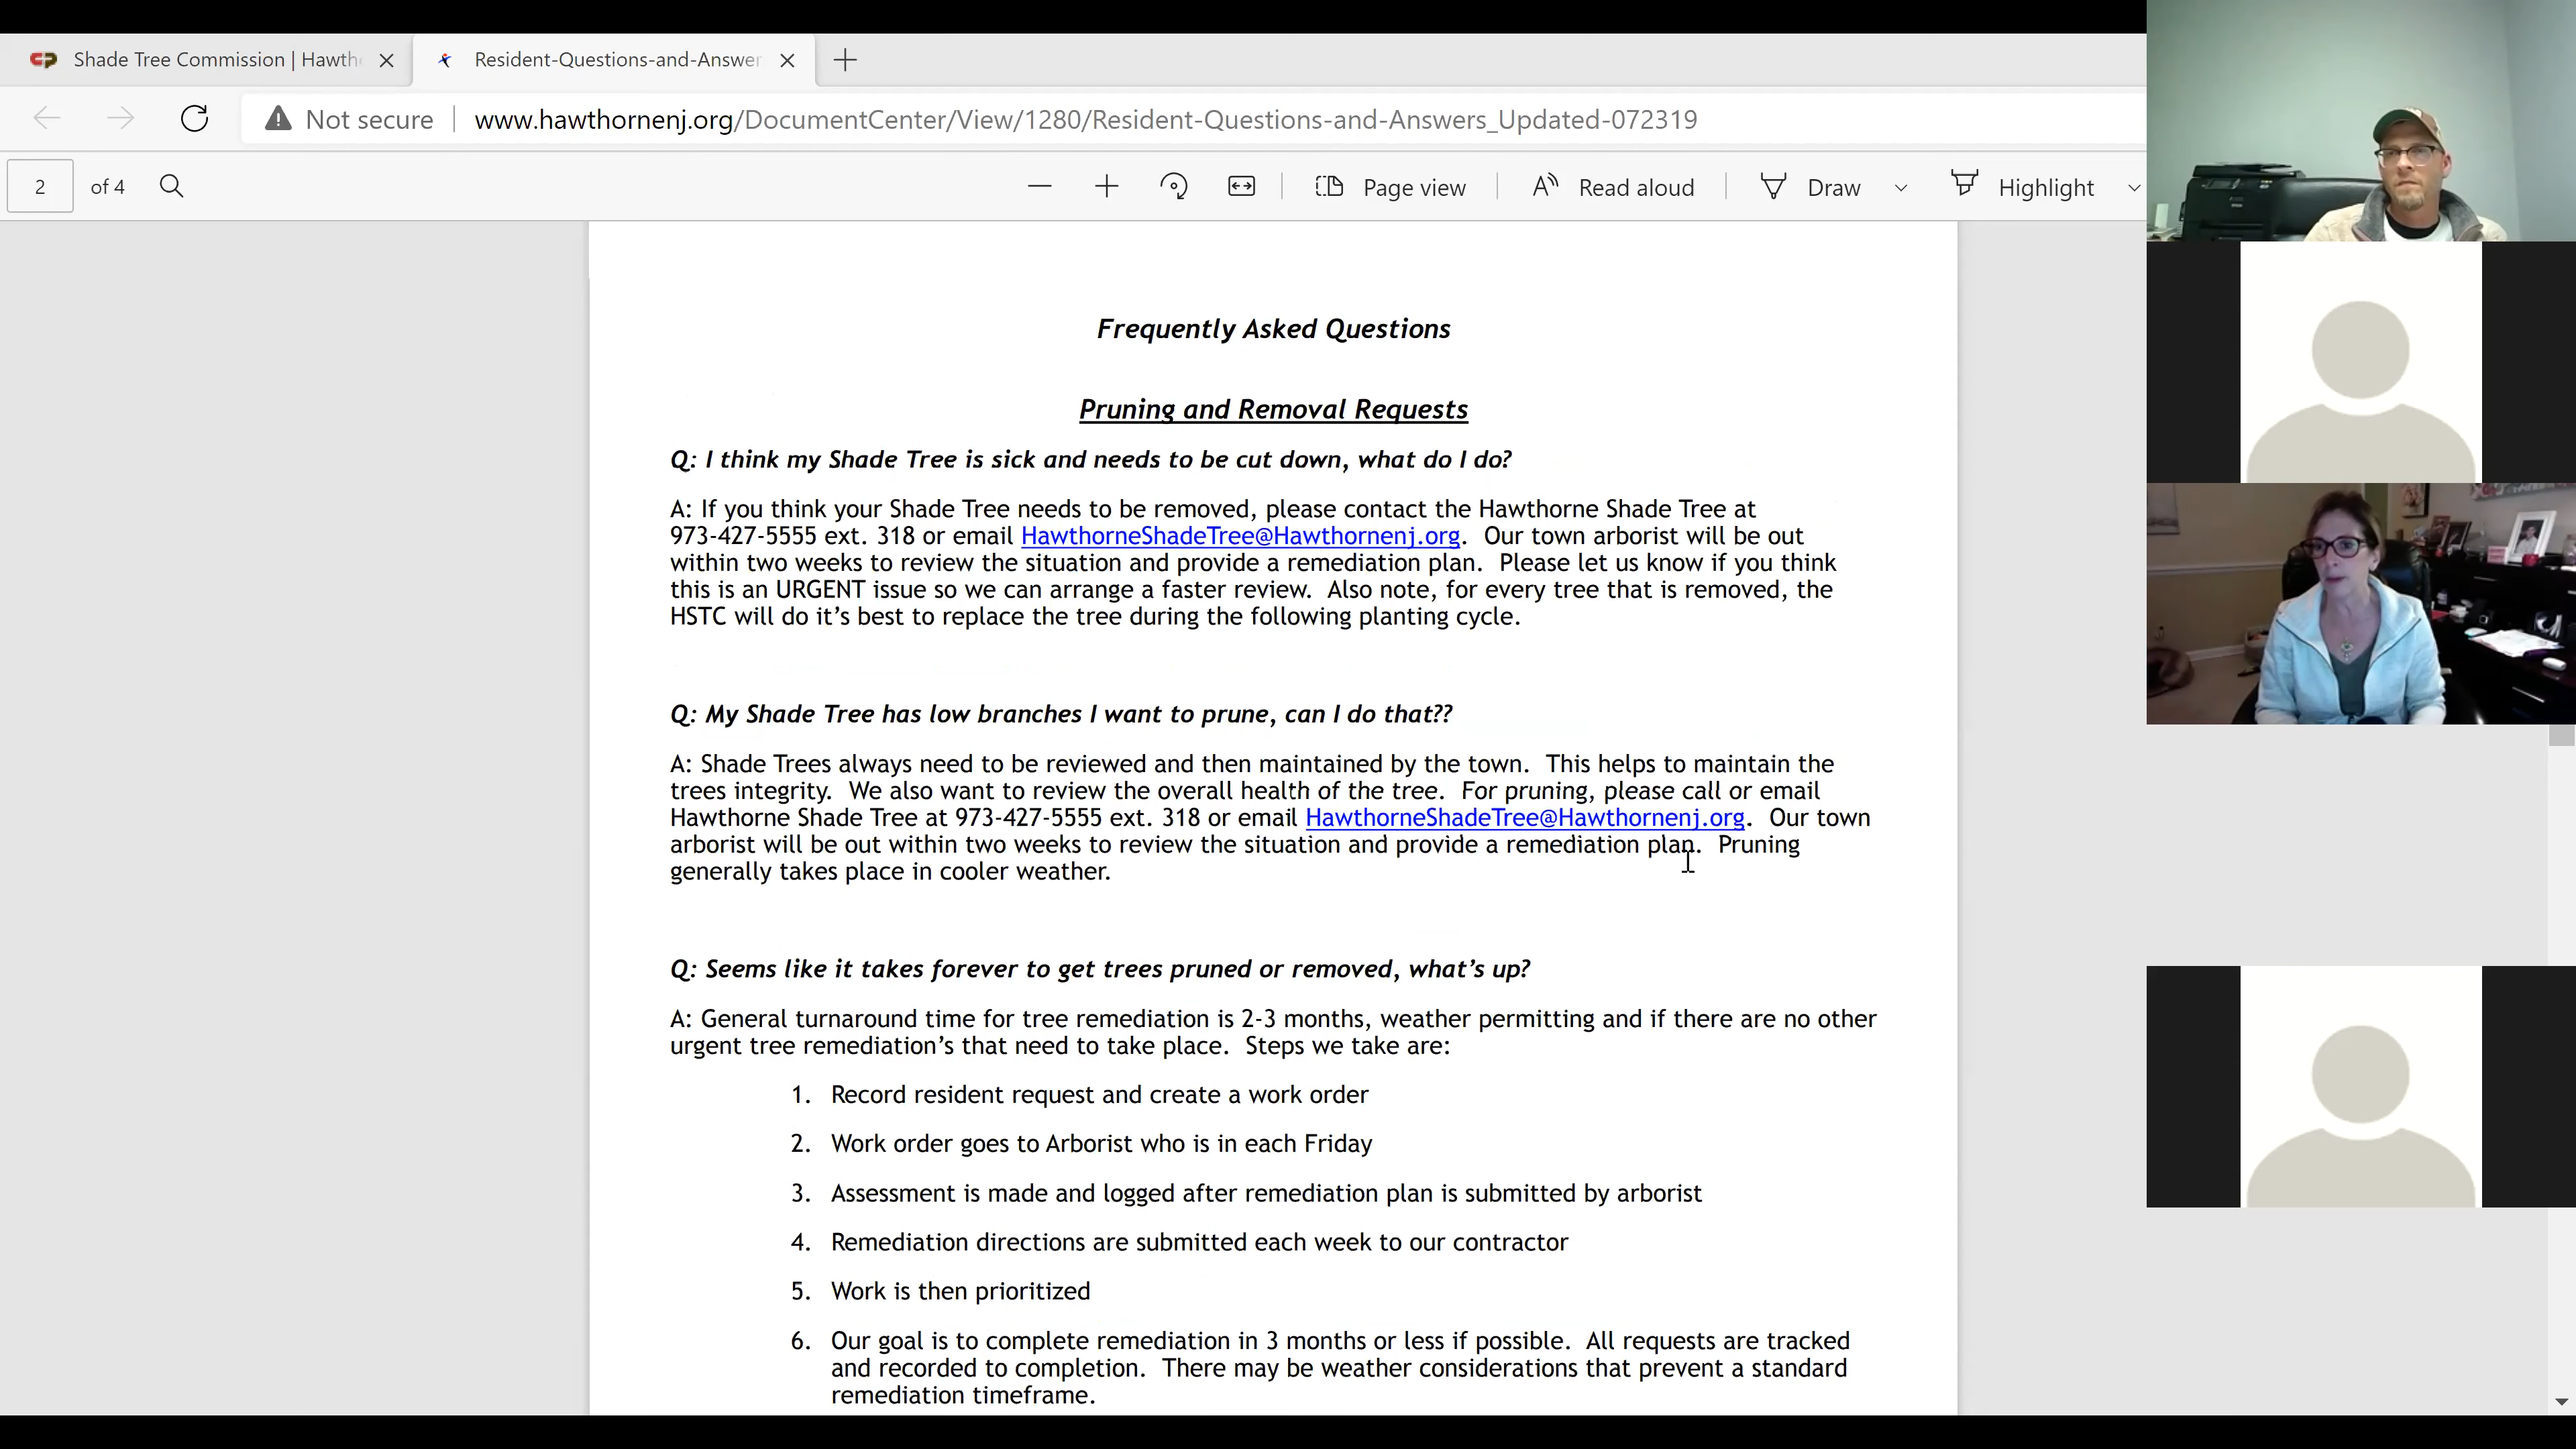 Shade Tree Commission | Hawth
Resident-Questions-and-Answer
Not secure
www.hawthornenj.org/DocumentCenter/View/1280/Resident-Questions-and-Answers_Updated-072319
2 of 4
Page view
Read aloud
Draw
Highlight
Frequently Asked Questions
Pruning and Removal Requests
Q: I think my Shade Tree is sick and needs to be cut down, what do I do?
A: If you think your Shade Tree needs to be removed, please contact the Hawthorne Shade Tree at
973-427-5555 ext. 318 or email HawthorneShadeTree@Hawthornenj.org. Our town arborist will be out
within two weeks to review the situation and provide a remediation plan. Please let us know if you think
this is an URGENT issue so we can arrange a faster review. Also note, for every tree that is removed, the
HSTC will do it's best to replace the tree during the following planting cycle.
Q: My Shade Tree has low branches I want to prune, can I do that??
A: Shade Trees always need to be reviewed and then maintained by the town. This helps to maintain the
trees integrity. We also want to review the overall health of the tree. For pruning, please call or email
Hawthorne Shade Tree at 973-427-5555 ext. 318 or email HawthorneShadeTree@Hawthornenj.org. Our town
arborist will be out within two weeks to review the situation and provide a remediation plan. Pruning
generally takes place in cooler weather.
Q: Seems like it takes forever to get trees pruned or removed, what's up?
A: General turnaround time for tree remediation is 2-3 months, weather permitting and if there are no other
urgent tree remediation's that need to take place. Steps we take are:
1. Record resident request and create a work order
2. Work order goes to Arborist who is in each Friday
3. Assessment is made and logged after remediation plan is submitted by arborist
4. Remediation directions are submitted each week to our contractor
5. Work is then prioritized
6. Our goal is to complete remediation in 3 months or less if possible. All requests are tracked
and recorded to completion. There may be weather considerations that prevent a standard
remediation timeframe.